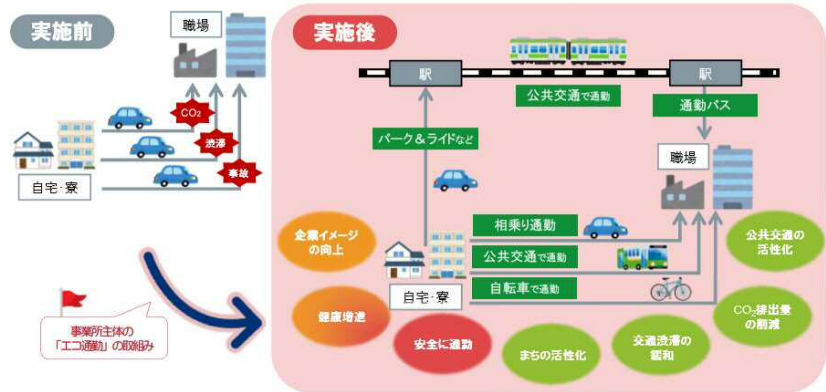 実施前
職場
CO₂
渋滞
事故
自宅・寮
事業所主体の
「エコ通勤」の取組み
実施後
駅
駅
公共交通で通勤
通勤バス
パーク＆ライドなど
職場
相乗り通勤
公共交通で通勤
自転車で通勤
自宅・寮
企業イメージ
の向上
健康増進
安全に通勤
まちの活性化
交通渋滞の
緩和
CO₂排出量
の削減
公共交通の
活性化